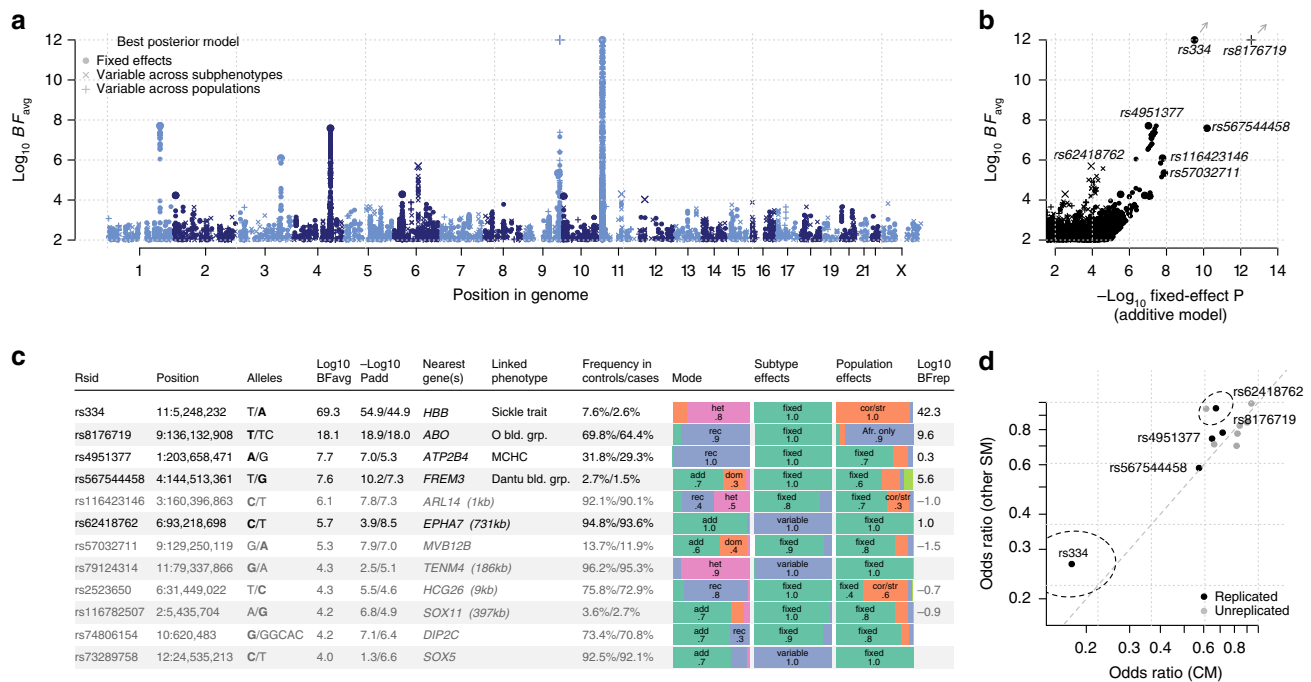 a
Best posterior model
Fixed effects
Variable across subphenotypes
Variable across populations
Log10 BFavg
12
12
10
8
6
4
2
1 2 3 4 5 6 7 8 9 10 11 12 13 14 15 16 17 18 19 21 X
Position in genome
b
Log10 BFavg
12
10
8
6
4
2
rs334
rs8176719
rs4951377
rs567544458
rs62418762
rs116423146
rs57032711
2 4 6 8 10 12 14
–Log10 fixed-effect P
(additive model)
c
Rsid Position Alleles Log10 BFavg –Log10 Padd Nearest gene(s) Linked phenotype Frequency in controls/cases Mode Subtype effects Population effects Log10 BFrep
rs334 11:5,248,232 T/A 69.3 54.9/44.9 HBB Sickle trait 7.6%/2.6% het .8 fixed 1.0 cor/str 1.0 42.3
rs8176719 9:136,132,908 T/TC 18.1 18.9/18.0 ABO O bld. grp. 69.8%/64.4% rec .9 fixed 1.0 Afr. only .9 9.6
rs4951377 1:203,658,471 A/G 7.7 7.0/5.3 ATP2B4 MCHC 31.8%/29.3% rec 1.0 fixed 1.0 fixed .7 0.3
rs567544458 4:144,513,361 T/G 7.6 10.2/7.3 FREM3 Dantu bld. grp. 2.7%/1.5% add .7 dom .3 fixed 1.0 fixed .6 5.6
rs116423146 3:160,396,863 C/T 6.1 7.8/7.3 ARL14 (1kb) 92.1%/90.1% rec .4 het .5 fixed .8 fixed .7 cor/str .3 –1.0
rs62418762 6:93,218,698 C/T 5.7 3.9/8.5 EPHA7 (731kb) 94.8%/93.6% add 1.0 variable 1.0 fixed 1.0 1.0
rs57032711 9:129,250,119 G/A 5.3 7.9/7.0 MVB12B 13.7%/11.9% add .6 dom .4 fixed .9 fixed .8 –1.5
rs79124314 11:79,337,866 G/A 4.3 2.5/5.1 TENM4 (186kb) 96.2%/95.3% het .9 variable 1.0 fixed 1.0
rs2523650 6:31,449,022 T/C 4.3 5.5/4.6 HCG26 (9kb) 75.8%/72.9% rec .8 fixed 1.0 fixed .4 cor/str .6 –0.7
rs116782507 2:5,435,704 A/G 4.2 6.8/4.9 SOX11 (397kb) 3.6%/2.7% add .7 fixed 1.0 fixed .8 –0.9
rs74806154 10:620,483 G/GGCAC 4.2 7.1/6.4 DIP2C 73.4%/70.8% add .7 rec .3 fixed .9 fixed .8
rs73289758 12:24,535,213 C/T 4.0 1.3/6.6 SOX5 92.5%/92.1% add .7 variable 1.0 fixed 1.0
d
Odds ratio (other SM)
0.8
0.6
0.4
0.3
0.2
rs62418762
rs8176719
rs4951377
rs567544458
rs334
Replicated
Unreplicated
0.2 0.3 0.4 0.6 0.8
Odds ratio (CM)